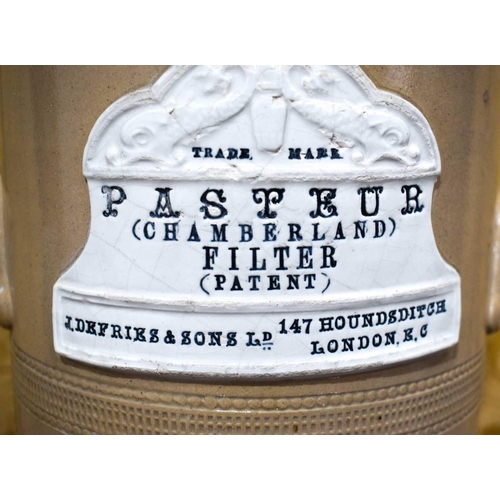 TRADE. MARK.
PASTEUR
(CHAMBERLAND)
FILTER
(PATENT)
J. DEFRIES & SONS LD. 147 HOUNDSDITCH
LONDON, E, C